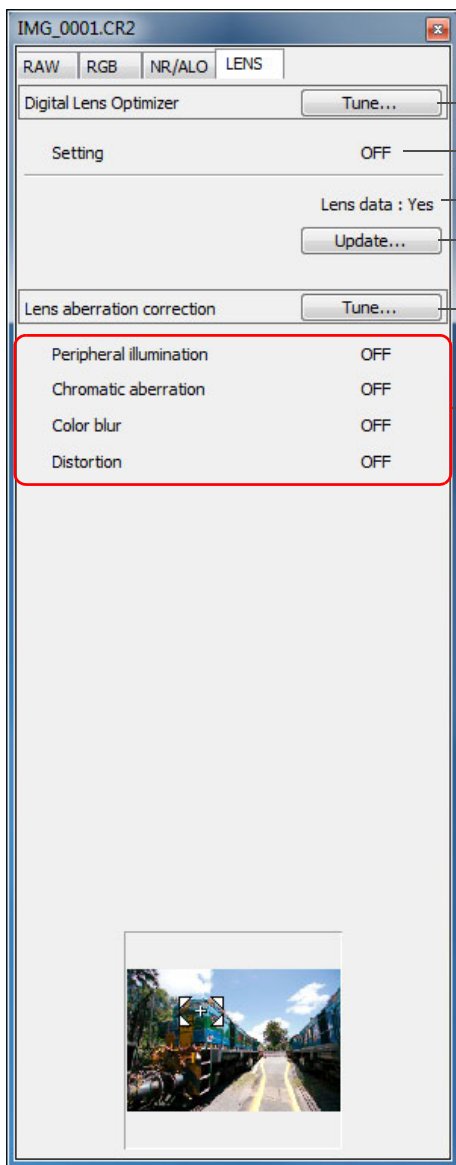 IMG_0001.CR2
RAW RGB NR/ALO LENS
Digital Lens Optimizer Tune...
Setting OFF
Lens data : Yes
Update...
Lens aberration correction Tune...
Peripheral illumination OFF
Chromatic aberration OFF
Color blur OFF
Distortion OFF